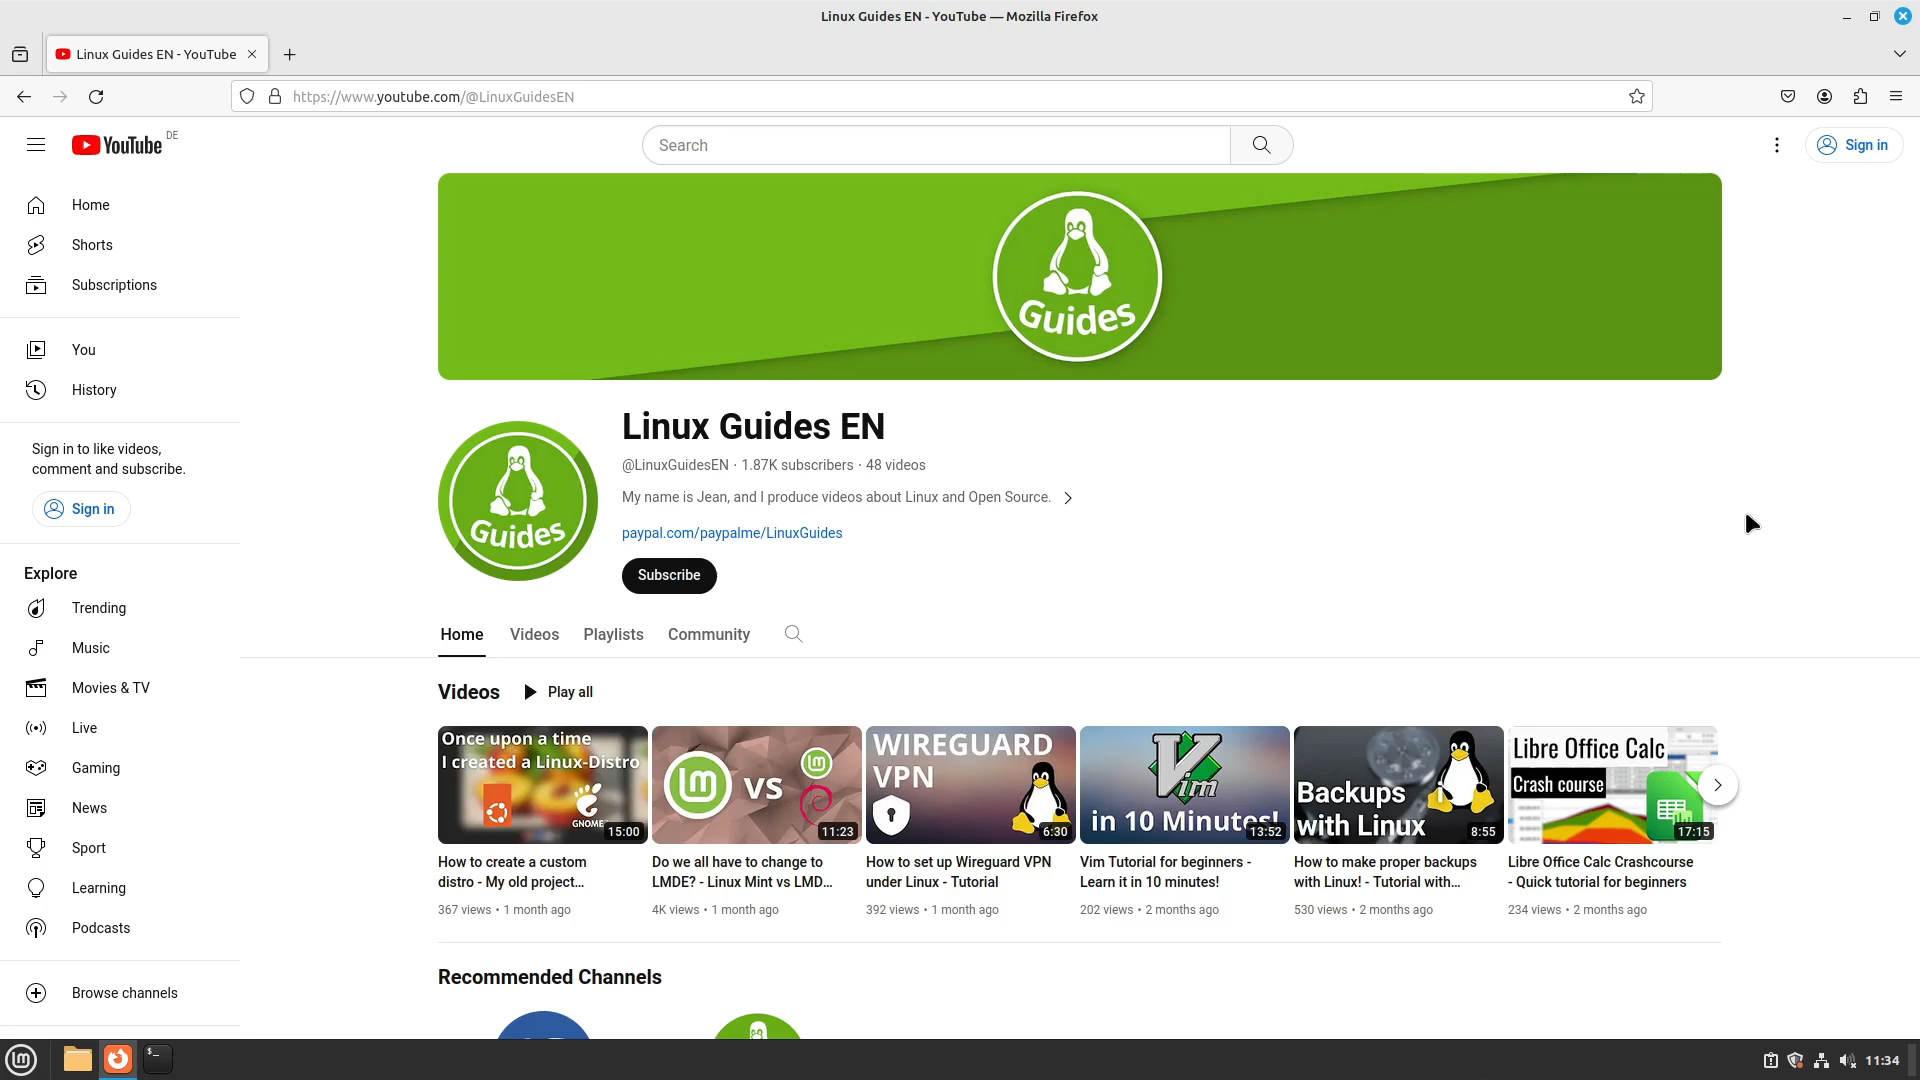 Linux Guides EN - YouTube — Mozilla Firefox
Linux Guides EN - YouTube
https://www.youtube.com/@LinuxGuidesEN
YouTube DE
Search
Sign in
Home
Shorts
Subscriptions
You
History
Sign in to like videos,
comment and subscribe.
Sign in
Explore
Trending
Music
Movies & TV
Live
Gaming
News
Sport
Learning
Podcasts
Browse channels
Guides
Guides
Linux Guides EN
@LinuxGuidesEN · 1.87K subscribers · 48 videos
My name is Jean, and I produce videos about Linux and Open Source.
paypal.com/paypalme/LinuxGuides
Subscribe
Home Videos Playlists Community
Videos Play all
Once upon a time
I created a Linux-Distro
GNOME
15:00
How to create a custom
distro - My old project...
367 views • 1 month ago
VS
11:23
Do we all have to change to
LMDE? - Linux Mint vs LMD...
4K views • 1 month ago
WIREGUARD
VPN
6:30
How to set up Wireguard VPN
under Linux - Tutorial
392 views • 1 month ago
Vim
in 10 Minutes!
13:52
Vim Tutorial for beginners -
Learn it in 10 minutes!
202 views • 2 months ago
Backups
with Linux
8:55
How to make proper backups
with Linux! - Tutorial with...
530 views • 2 months ago
Libre Office Calc
Crash course
17:15
Libre Office Calc Crashcourse
- Quick tutorial for beginners
234 views • 2 months ago
Recommended Channels
11:34